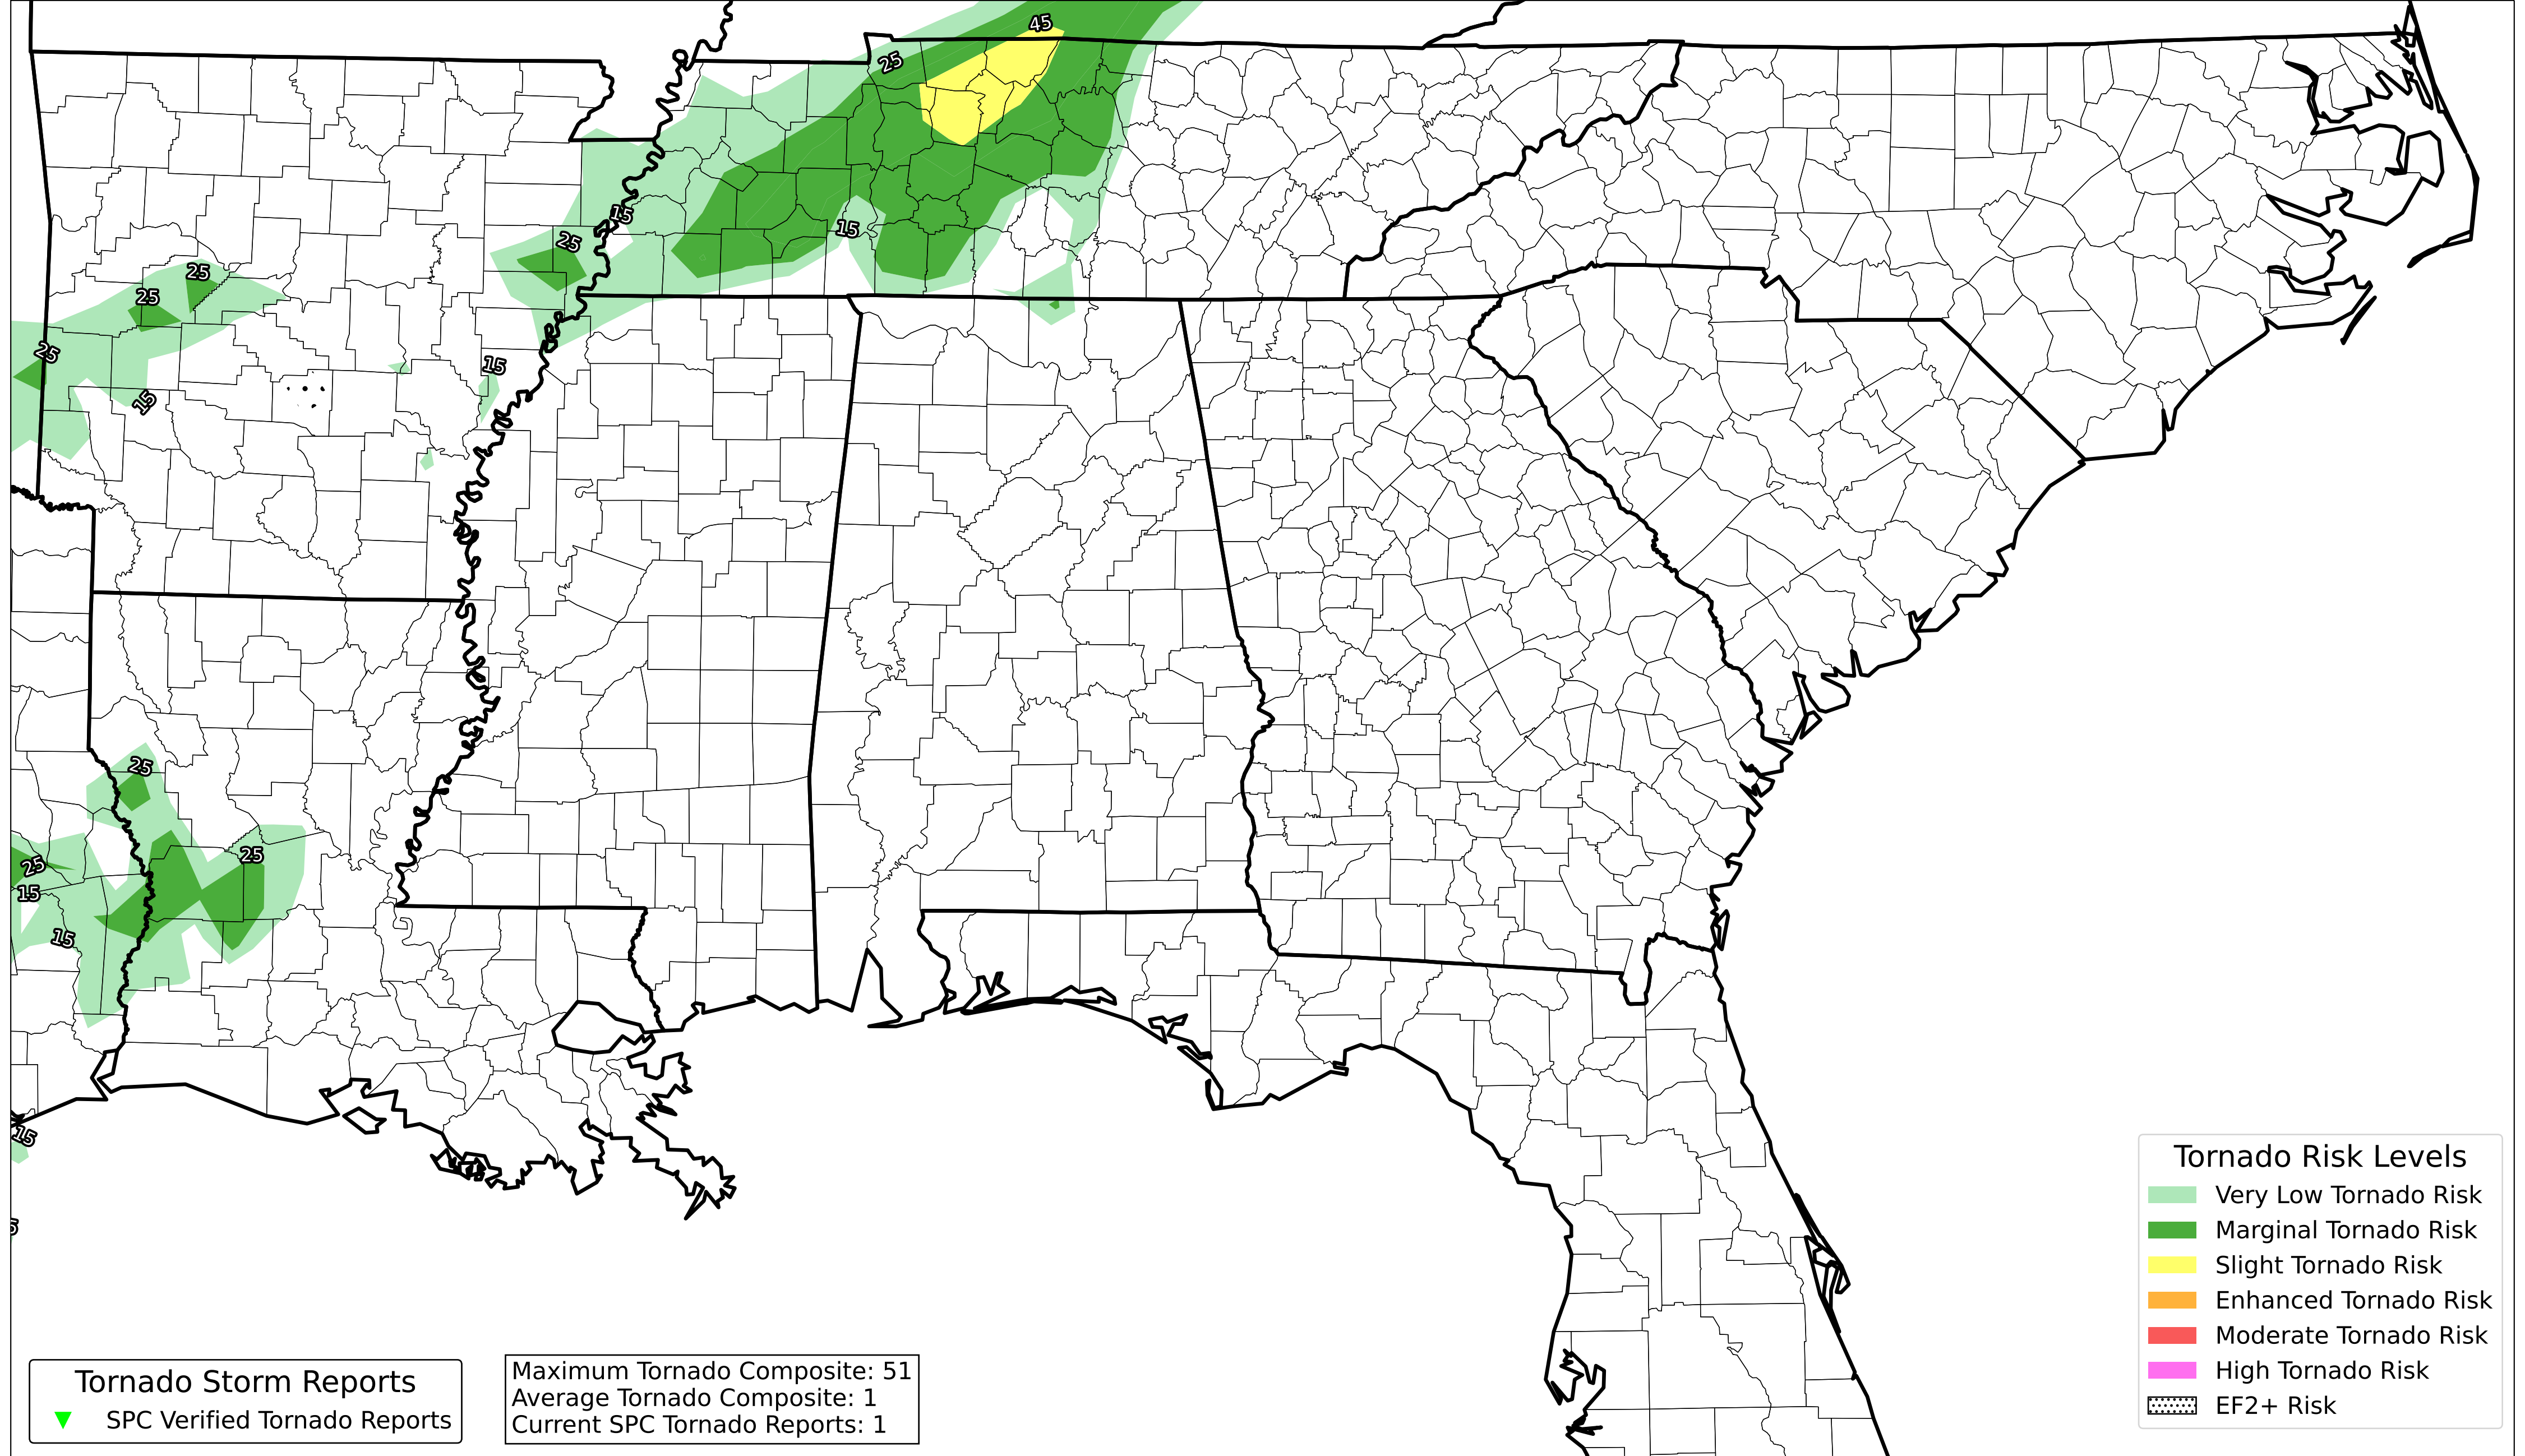 45
25
15
25
25
25
15
25
15
15
25
25
25
15
15
15
5
Tornado Risk Levels
Very Low Tornado Risk
Marginal Tornado Risk
Slight Tornado Risk
Enhanced Tornado Risk
Moderate Tornado Risk
High Tornado Risk
EF2+ Risk
Tornado Storm Reports
SPC Verified Tornado Reports
Maximum Tornado Composite: 51
Average Tornado Composite: 1
Current SPC Tornado Reports: 1